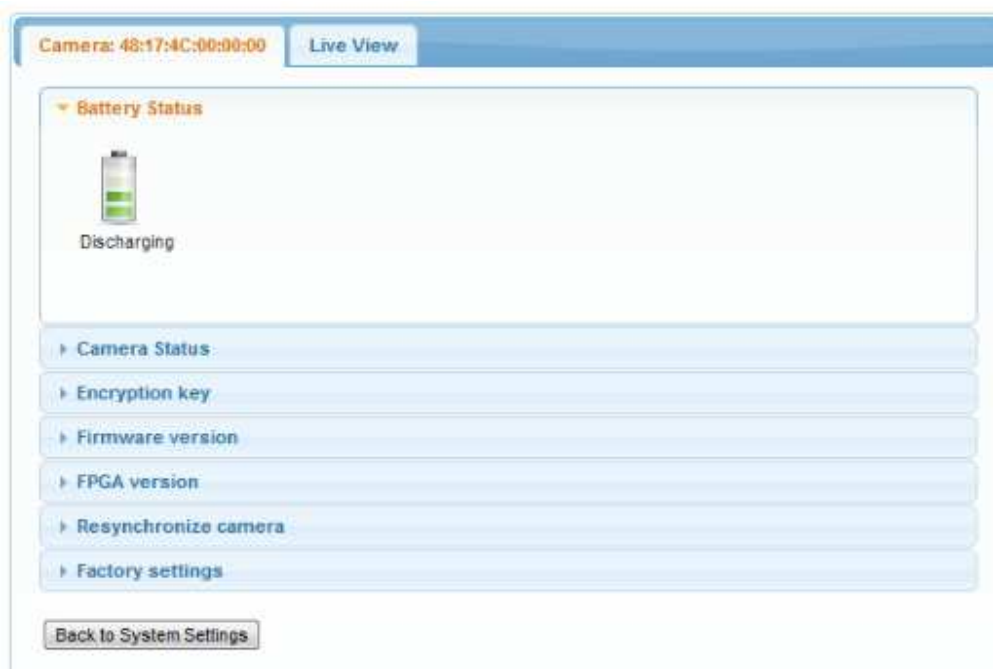 Camera: 48:17:4C:00:00:00 Live View
Battery Status
Discharging
Camera Status
Encryption key
Firmware version
FPGA version
Resynchronize camera
Factory settings
Back to System Settings